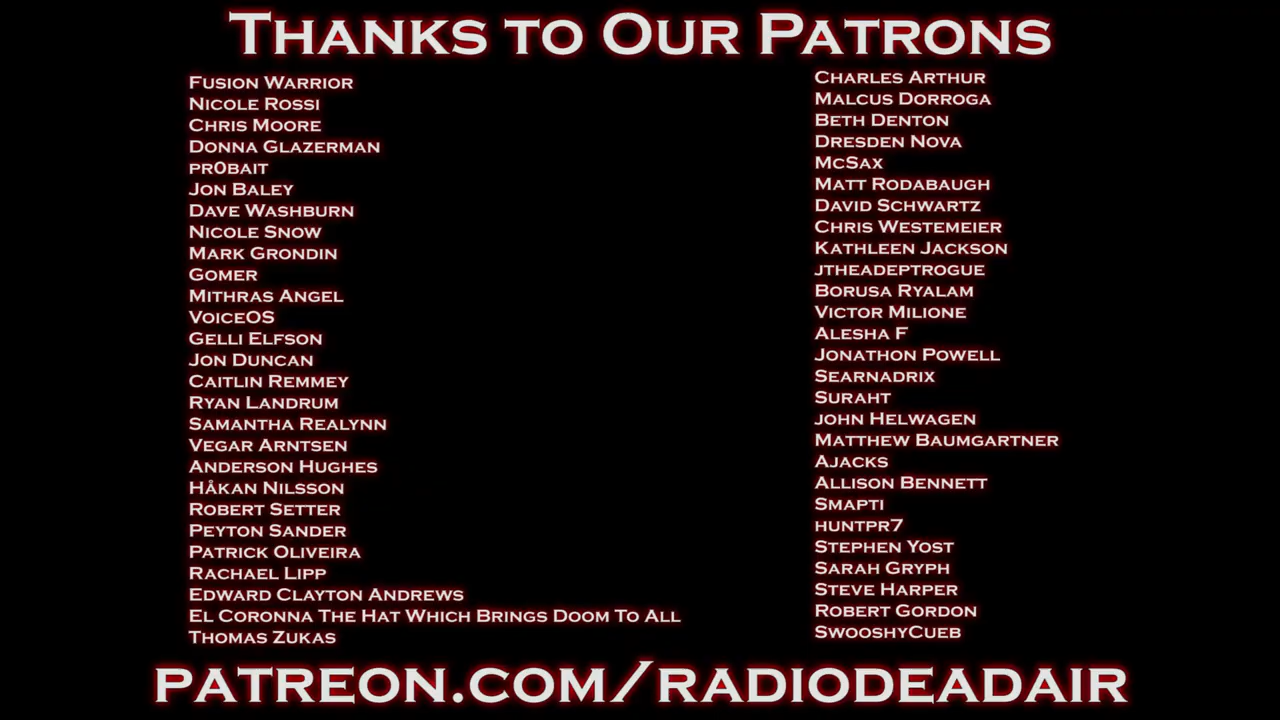 Thanks to Our Patrons
Fusion Warrior
Nicole Rossi
Chris Moore
Donna Glazerman
pr0bait
Jon Baley
Dave Washburn
Nicole Snow
Mark Grondin
Gomer
Mithras Angel
VoiceOS
Gelli Elfson
Jon Duncan
Caitlin Remmey
Ryan Landrum
Samantha Realynn
Vegar Arntsen
Anderson Hughes
Håkan Nilsson
Robert Setter
Peyton Sander
Patrick Oliveira
Rachael Lipp
Edward Clayton Andrews
El Coronna The Hat Which Brings Doom To All
Thomas Zukas
Charles Arthur
Malcus Dorroga
Beth Denton
Dresden Nova
McSax
Matt Rodabaugh
David Schwartz
Chris Westemeier
Kathleen Jackson
jtheadeptrogue
Borusa Ryalam
Victor Milione
Alesha F
Jonathon Powell
Searnadrix
Suraht
john Helwagen
Matthew Baumgartner
Ajacks
Allison Bennett
Smapti
huntpr7
Stephen Yost
Sarah Gryph
Steve Harper
Robert Gordon
SwooshyCueb
patreon.com/radiodeadair